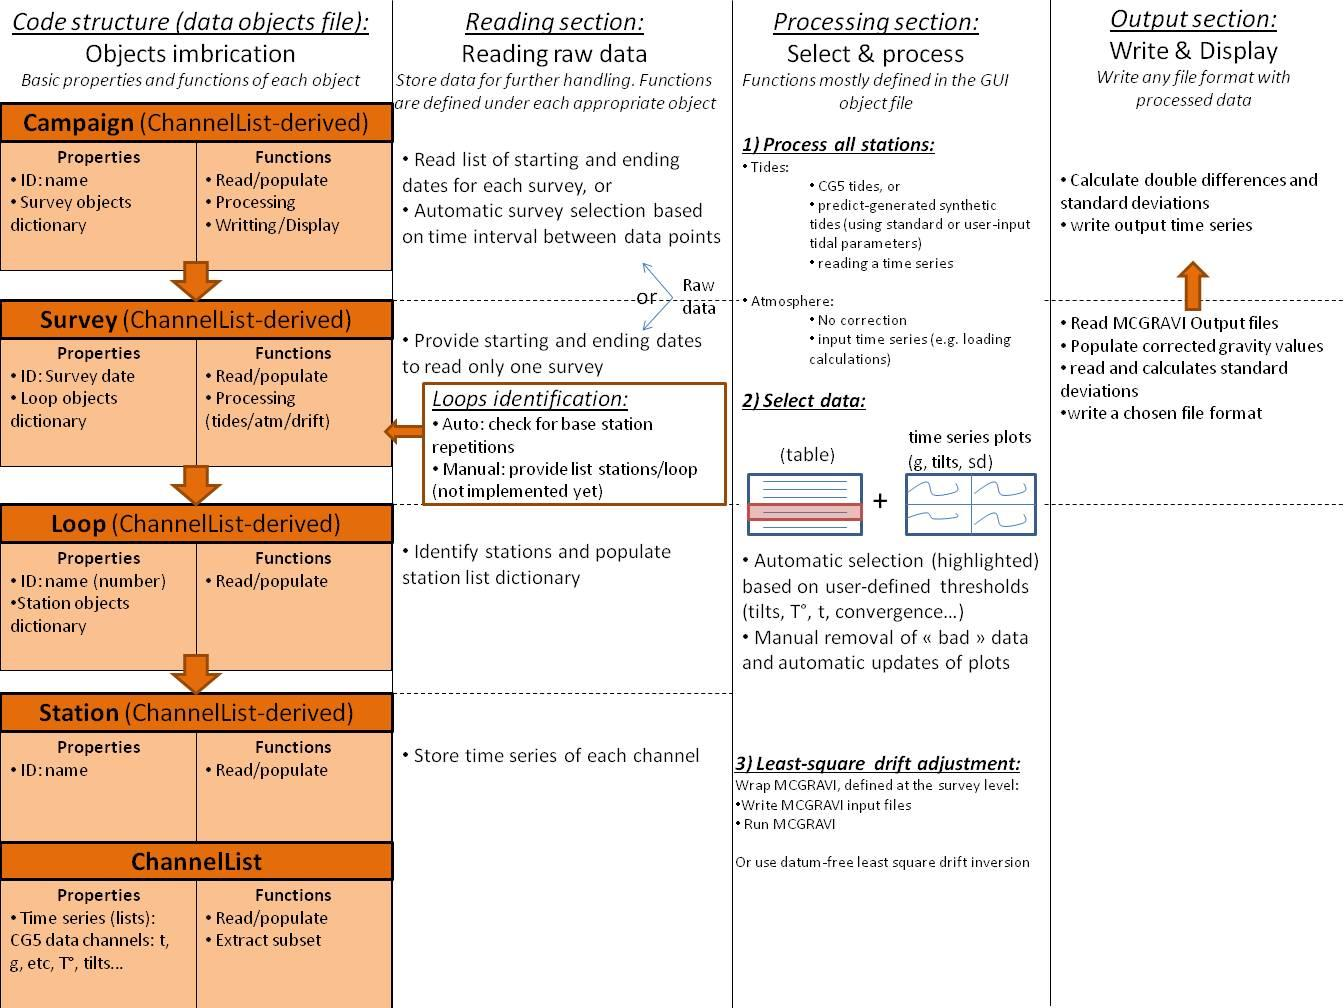 Code structure (data objects file):
Objects imbrication
Basic properties and functions of each object
Campaign (ChannelList-derived)
Properties
• ID: name
• Survey objects
dictionary
Functions
• Read/populate
• Processing
• Writting/Display
Survey (ChannelList-derived)
Properties
• ID: Survey date
• Loop objects
dictionary
Functions
• Read/populate
• Processing
(tides/atm/drift)
Loop (ChannelList-derived)
Properties
• ID: name (number)
•Station objects
dictionary
Functions
• Read/populate
Station (ChannelList-derived)
Properties
• ID: name
Functions
• Read/populate
ChannelList
Properties
• Time series (lists):
CG5 data channels: t,
g, etc, T°, tilts...
Functions
• Read/populate
• Extract subset
Reading section:
Reading raw data
Store data for further handling. Functions
are defined under each appropriate object
• Read list of starting and ending
dates for each survey, or
• Automatic survey selection based
on time interval between data points
or
Raw
data
• Provide starting and ending dates
to read only one survey
Loops identification:
• Auto: check for base station
repetitions
• Manual: provide list stations/loop
(not implemented yet)
• Identify stations and populate
station list dictionary
• Store time series of each channel
Processing section:
Select & process
Functions mostly defined in the GUI
object file
1) Process all stations:
• Tides:
• CG5 tides, or
• predict-generated synthetic
tides (using standard or user-input
tidal parameters)
• reading a time series
• Atmosphere:
• No correction
• input time series (e.g. loading
calculations)
2) Select data:
(table)
+
time series plots
(g, tilts, sd)
• Automatic selection (highlighted)
based on user-defined thresholds
(tilts, T°, t, convergence...)
• Manual removal of « bad » data
and automatic updates of plots
3) Least-square drift adjustment:
Wrap MCGRAVI, defined at the survey level:
•Write MCGRAVI input files
• Run MCGRAVI
Or use datum-free least square drift inversion
Output section:
Write & Display
Write any file format with
processed data
• Calculate double differences and
standard deviations
• write output time series
• Read MCGRAVI Output files
• Populate corrected gravity values
• read and calculates standard
deviations
•write a chosen file format